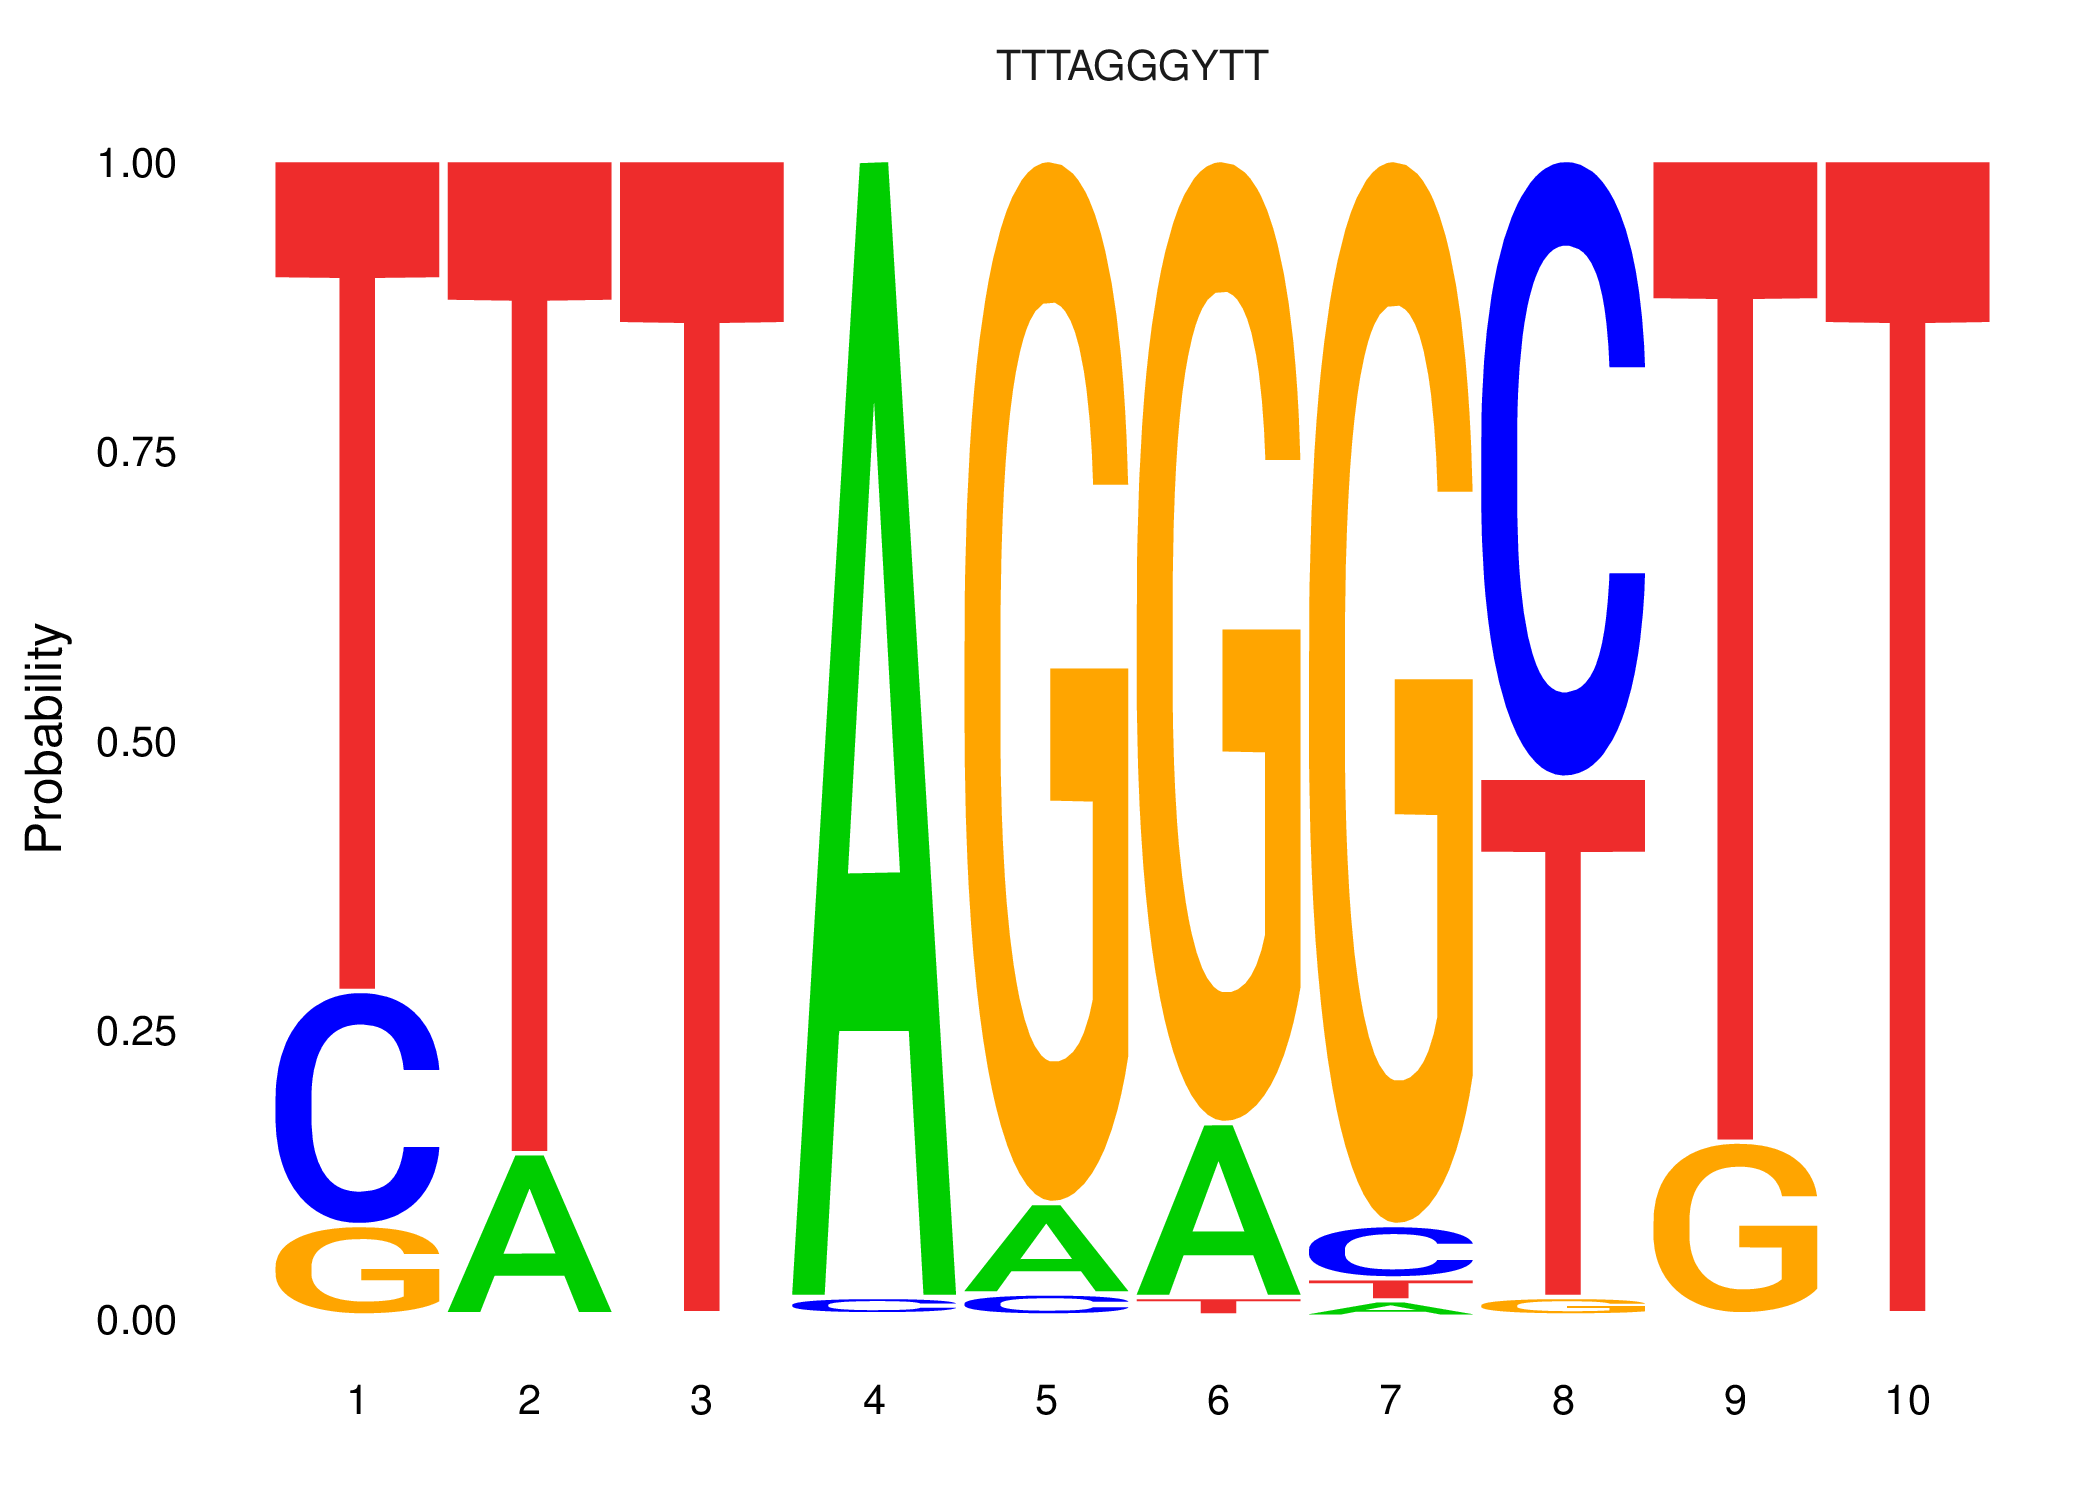 TTTAGGGYTT
1.00
0.75
0.50
0.25
0.00
Probability
T T T A G G G C T T
C A C A A C T G
G C T T
A G
1 2 3 4 5 6 7 8 9 10